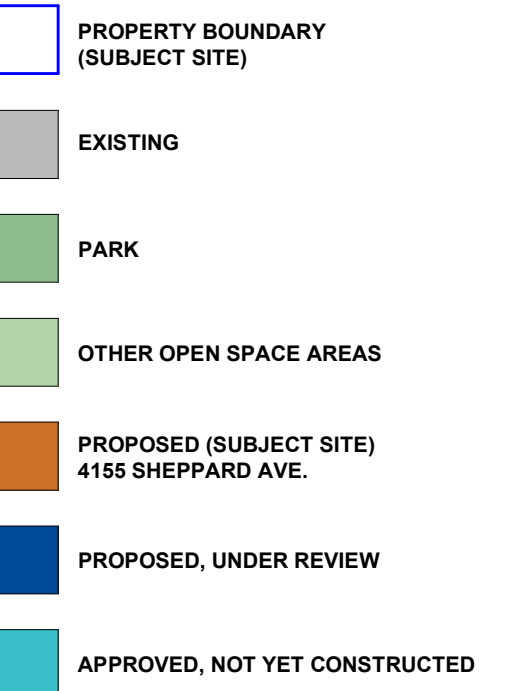 PROPERTY BOUNDARY
(SUBJECT SITE)
EXISTING
PARK
OTHER OPEN SPACE AREAS
PROPOSED (SUBJECT SITE)
4155 SHEPPARD AVE.
PROPOSED, UNDER REVIEW
APPROVED, NOT YET CONSTRUCTED